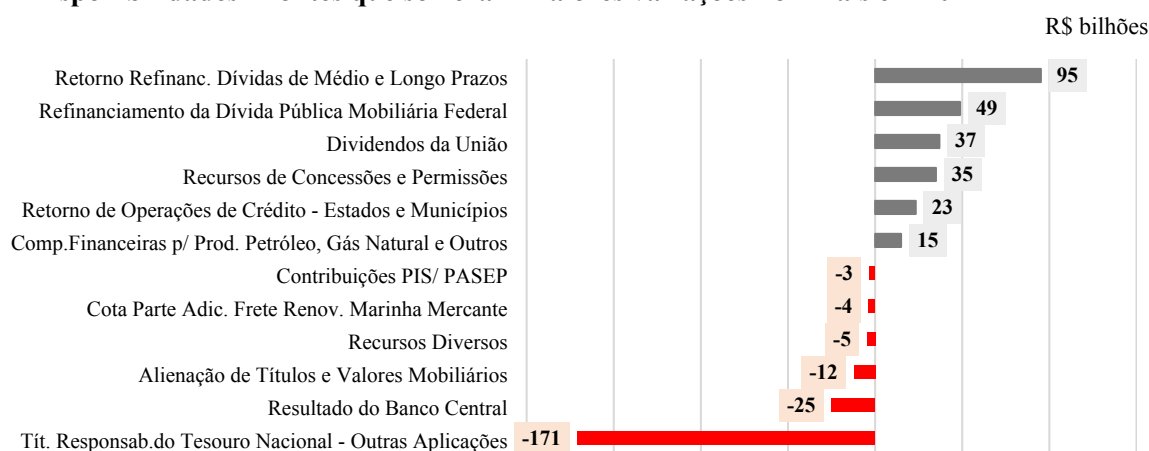 R$ bilhões
Retorno Refinanc. Dívidas de Médio e Longo Prazos 95
Refinanciamento da Dívida Pública Mobiliária Federal 49
Dividendos da União 37
Recursos de Concessões e Permissões 35
Retorno de Operações de Crédito - Estados e Municípios 23
Comp.Financeiras p/ Prod. Petróleo, Gás Natural e Outros 15
Contribuições PIS/ PASEP -3
Cota Parte Adic. Frete Renov. Marinha Mercante -4
Recursos Diversos -5
Alienação de Títulos e Valores Mobiliários -12
Resultado do Banco Central -25
Tít. Responsab.do Tesouro Nacional - Outras Aplicações -171